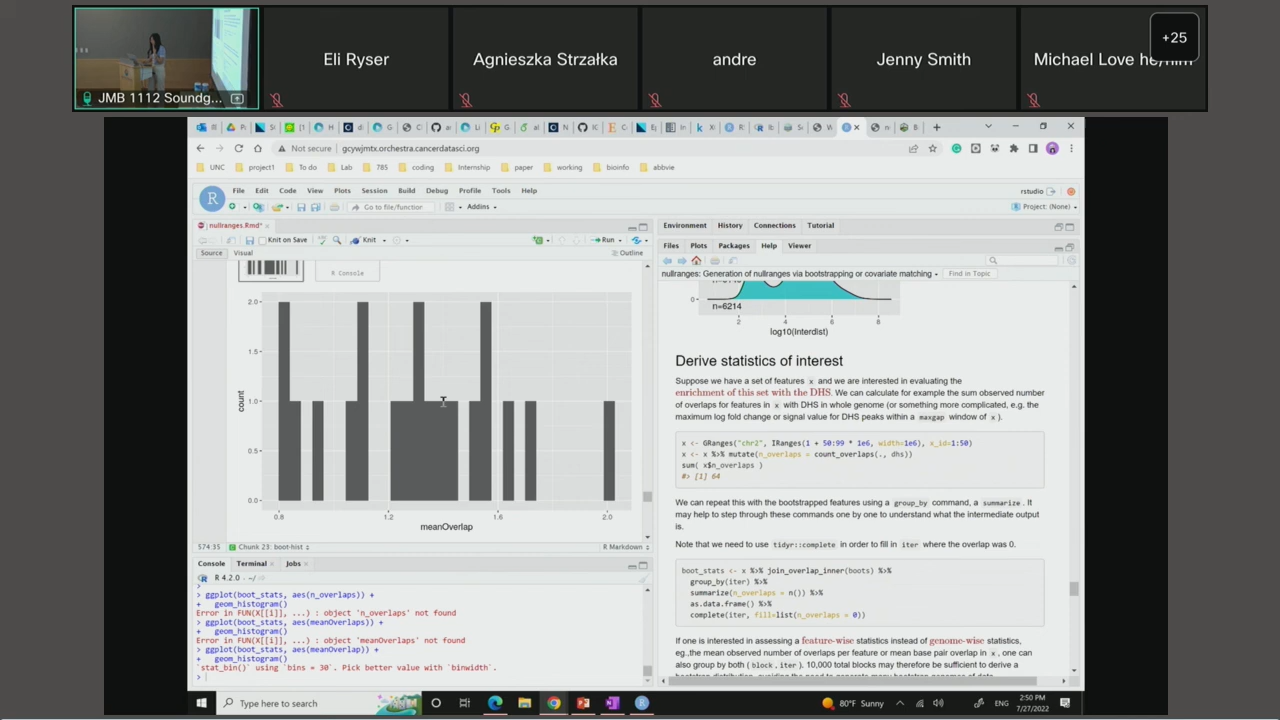 +25
Eli Ryser
Agnieszka Strzałka
andre
Jenny Smith
Michael Love he/him
JMB 1112 Soundg...
Not secure
gcywjmtx.orchestra.cancerdatasci.org
UNC
project1
To do
Lab
785
coding
Internship
paper
working
bioinfo
abbvie
File
Edit
Code
View
Plots
Session
Build
Debug
Profile
Tools
Help
rstudio
Go to file/function
Addins
Project: (None)
nullranges.Rmd*
Knit on Save
Knit
Run
Source
Visual
Outline
R Console
2.0
1.5
1.0
0.5
0.0
count
0.8
1.2
1.6
2.0
meanOverlap
574:35
Chunk 23: boot-hist
R Markdown
Console
Terminal
Jobs
R 4.2.0 · ~/
>
> ggplot(boot_stats, aes(n_overlaps)) +
+ geom_histogram()
Error in FUN(X[[i]], ...) : object 'n_overlaps' not found
> ggplot(boot_stats, aes(meanOverlaps)) +
+ geom_histogram()
Error in FUN(X[[i]], ...) : object 'meanOverlaps' not found
> ggplot(boot_stats, aes(meanOverlap)) +
+ geom_histogram()
`stat_bin()` using `bins = 30`. Pick better value with `binwidth`.
>
Environment
History
Connections
Tutorial
Files
Plots
Packages
Help
Viewer
nullranges: Generation of nullranges via bootstrapping or covariate matching
Find in Topic
0
n=6214
2
4
6
8
log10(Interdist)
Derive statistics of interest
Suppose we have a set of features x and we are interested in evaluating the
enrichment of this set with the DHS. We can calculate for example the sum observed number
of overlaps for features in x with DHS in whole genome (or something more complicated, e.g. the
maximum log fold change or signal value for DHS peaks within a maxgap window of x).
x <- GRanges("chr2", IRanges(1 + 50:99 * 1e6, width=1e6), x_id=1:50)
x <- x %>% mutate(n_overlaps = count_overlaps(., dhs))
sum( x$n_overlaps )
#> [1] 64
We can repeat this with the bootstrapped features using a group_by command, a summarize. It
may help to step through these commands one by one to understand what the intermediate output
is.
Note that we need to use tidyr::complete in order to fill in iter where the overlap was 0.
boot_stats <- x %>% join_overlap_inner(boots) %>%
group_by(iter) %>%
summarize(n_overlaps = n()) %>%
as.data.frame() %>%
complete(iter, fill=list(n_overlaps = 0))
If one is interested in assessing a feature-wise statistics instead of genome-wise statistics,
eg.,the mean observed number of overlaps per feature or mean base pair overlap in x, one can
also group by both (block,iter). 10,000 total blocks may therefore be sufficient to derive a
Type here to search
80°F Sunny
ENG
2:50 PM
7/27/2022